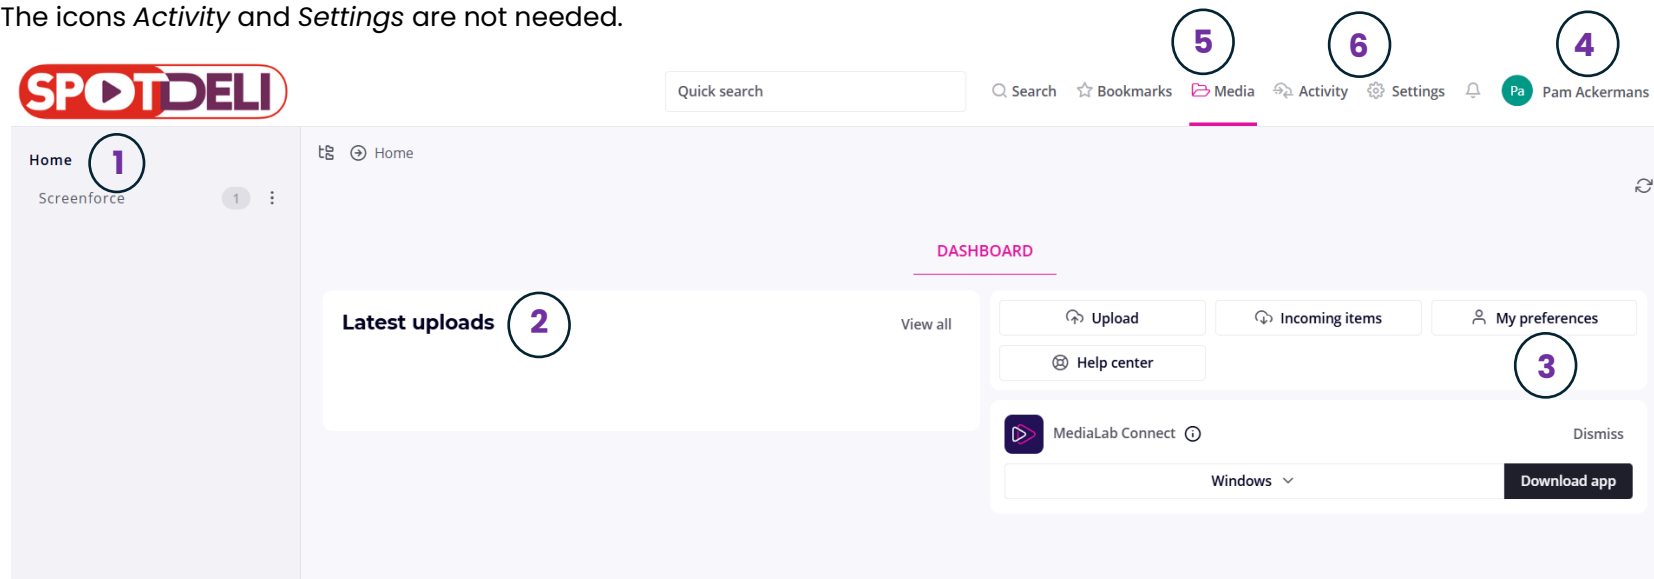 The icons Activity and Settings are not needed.
5
6
4
SPOTDELI
Quick search
Search
Bookmarks
Media
Activity
Settings
Pa
Pam Ackermans
Home
1
Home
Screenforce
1
DASHBOARD
Latest uploads
2
View all
Upload
Incoming items
My preferences
Help center
3
MediaLab Connect
Dismiss
Windows
Download app